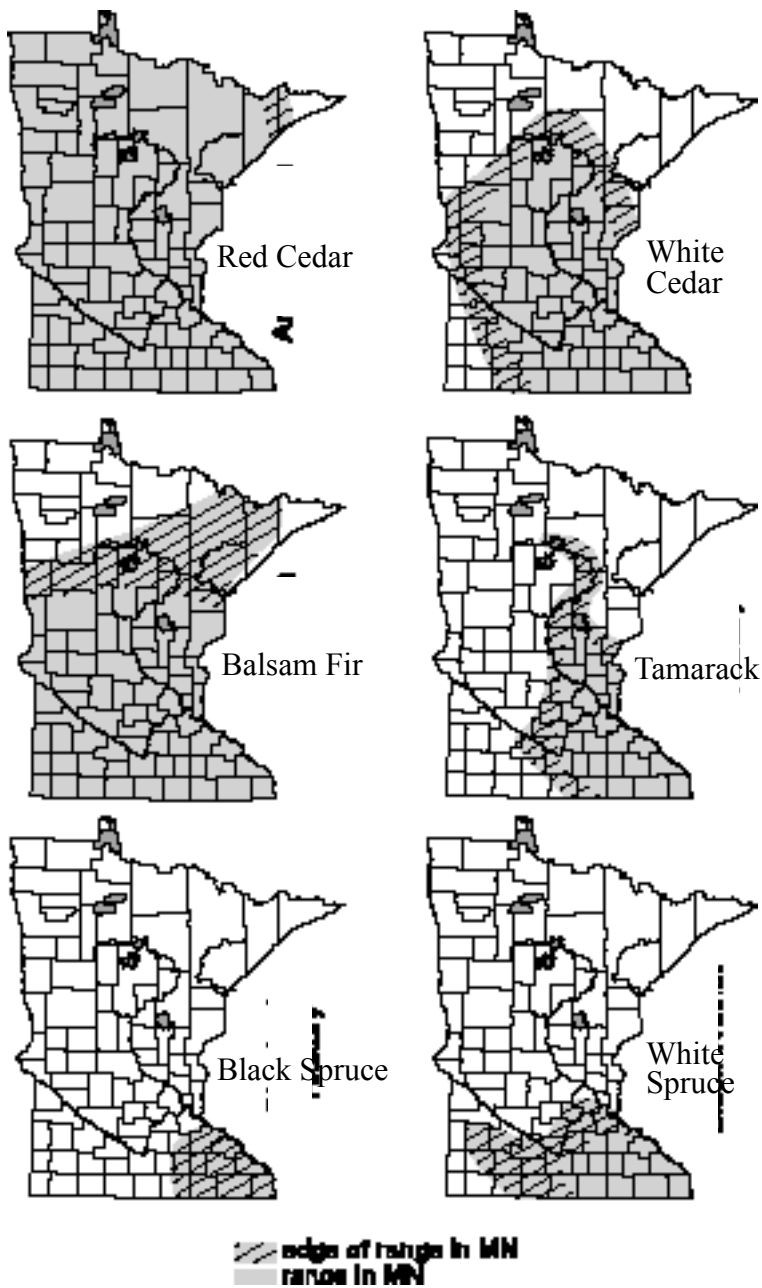 Red Cedar
White
Cedar
Balsam Fir
Tamarack
Black Spruce
White
Spruce
edge of range in MN
range in MN